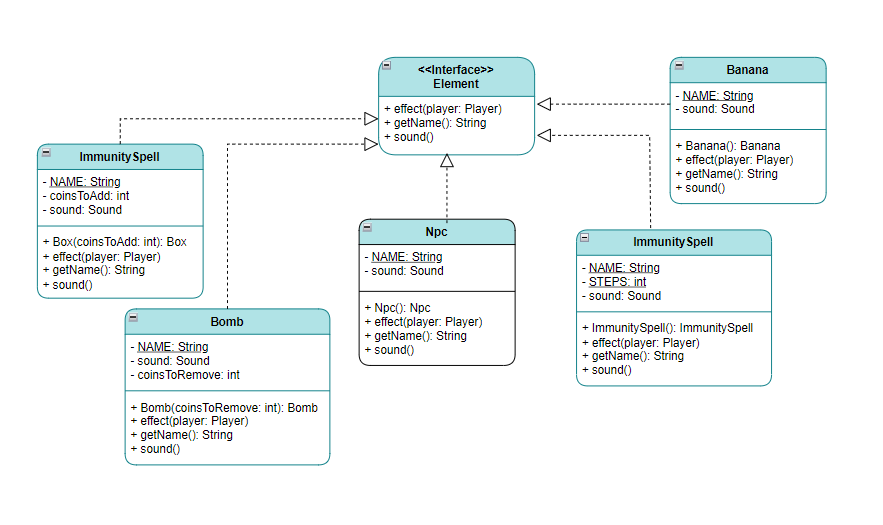 <<Interface>>
Element
+ effect(player: Player)
+ getName(): String
+ sound()
Banana
- NAME: String
- sound: Sound
+ Banana(): Banana
+ effect(player: Player)
+ getName(): String
+ sound()
ImmunitySpell
- NAME: String
- coinsToAdd: int
- sound: Sound
+ Box(coinsToAdd: int): Box
+ effect(player: Player)
+ getName(): String
+ sound()
Npc
- NAME: String
- sound: Sound
+ Npc(): Npc
+ effect(player: Player)
+ getName(): String
+ sound()
ImmunitySpell
- NAME: String
- STEPS: int
- sound: Sound
+ ImmunitySpell(): ImmunitySpell
+ effect(player: Player)
+ getName(): String
+ sound()
Bomb
- NAME: String
- sound: Sound
- coinsToRemove: int
+ Bomb(coinsToRemove: int): Bomb
+ effect(player: Player)
+ getName(): String
+ sound()